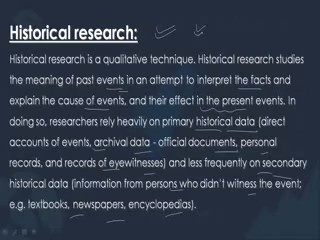 Historical research:
Historical research is a qualitative technique. Historical research studies
the meaning of past events in an attempt to interpret the facts and
explain the cause of events, and their effect in the present events. In
doing so, researchers rely heavily on primary historical data (direct
accounts of events, archival data - official documents, personal
records, and records of eyewitnesses) and less frequently on secondary
historical data (information from persons who didn't witness the event;
e.g. textbooks, newspapers, encyclopedias).